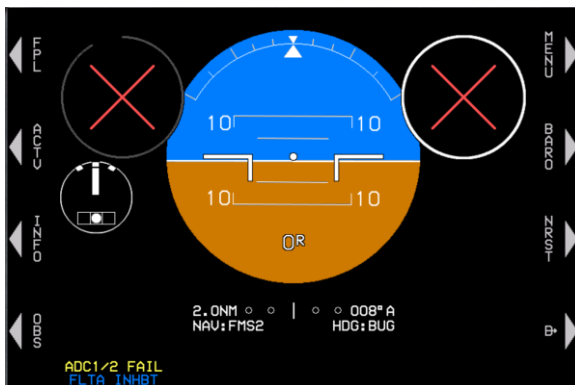 FPL
MENU
10 10
ACTV
BARO
10 10
INFO
NRST
0R
2.0NM 008° A
NAV:FMS2 HDG:BUG
OBS
ADC1/2 FAIL
FLTA INHBT